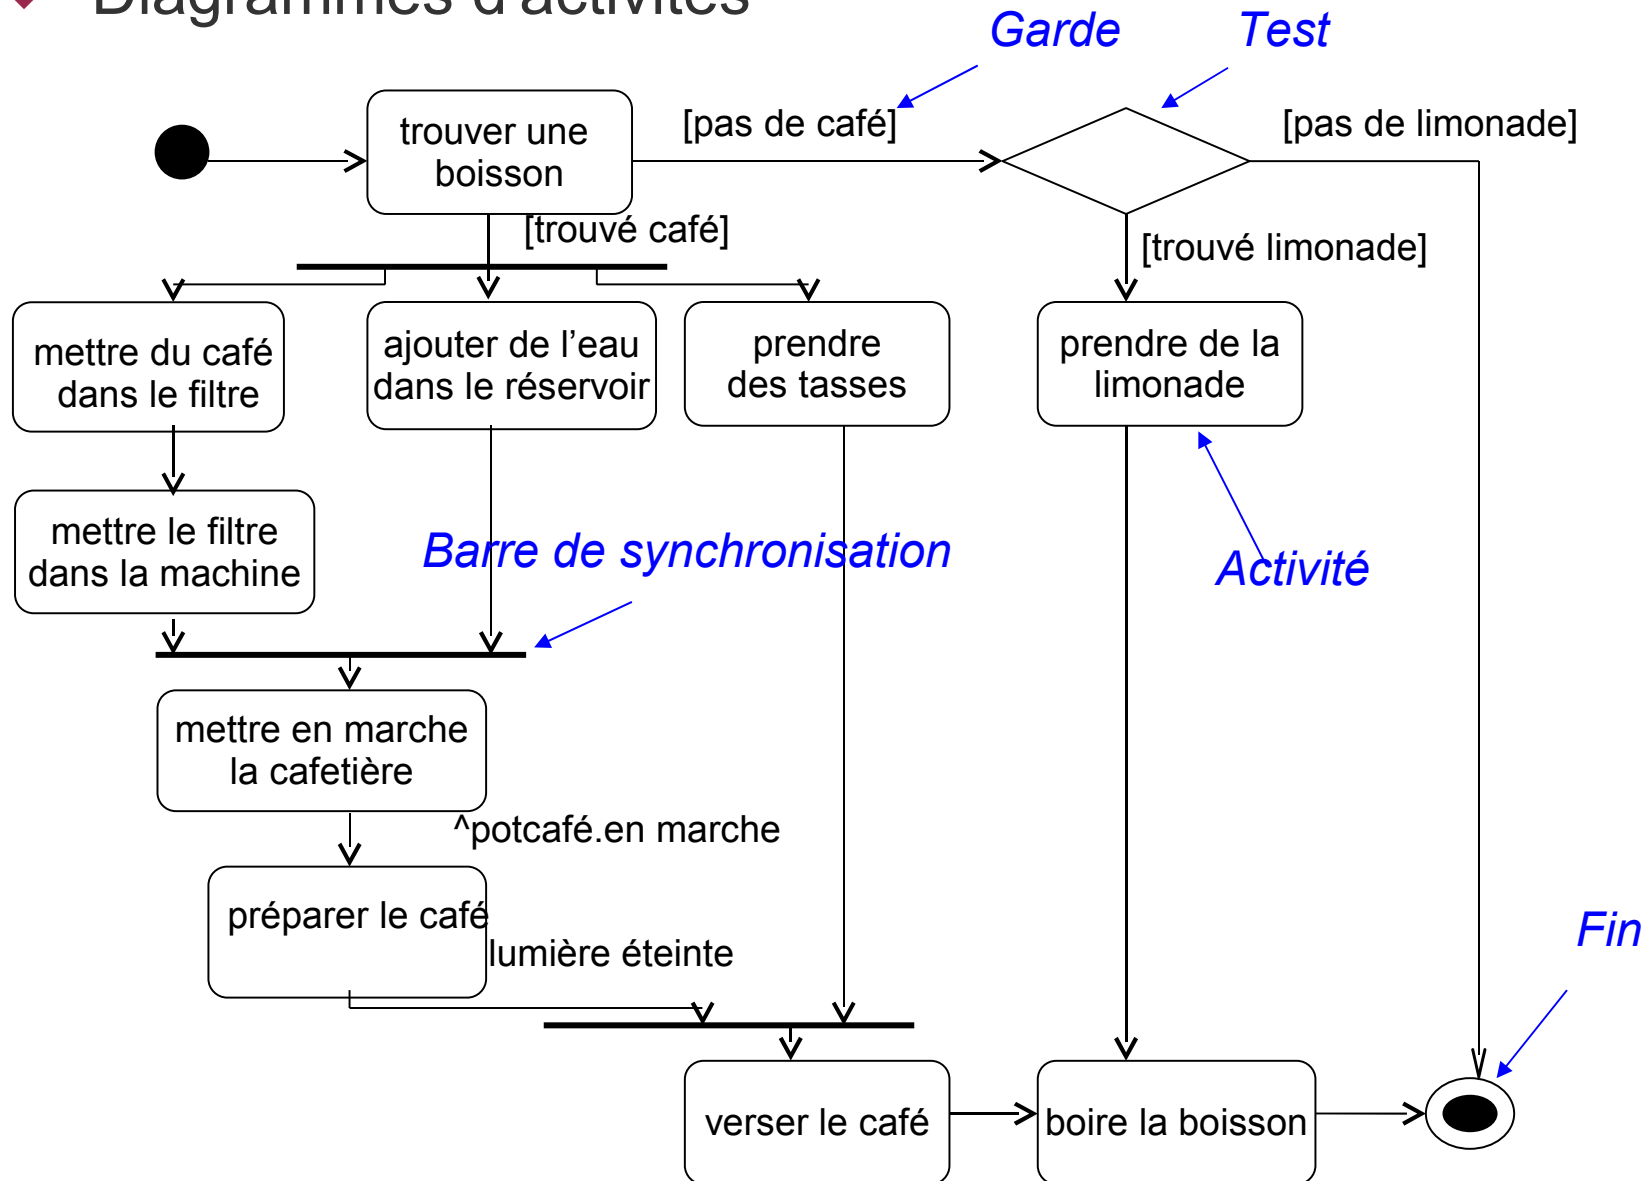 Diagrammes d'activités
Garde
Test
trouver une
boisson
[pas de café]
[pas de limonade]
[trouvé café]
[trouvé limonade]
mettre du café
dans le filtre
ajouter de l’eau
dans le réservoir
prendre
des tasses
prendre de la
limonade
mettre le filtre
dans la machine
Barre de synchronisation
Activité
mettre en marche
la cafetière
^potcafé.en marche
préparer le café
lumière éteinte
Fin
verser le café
boire la boisson